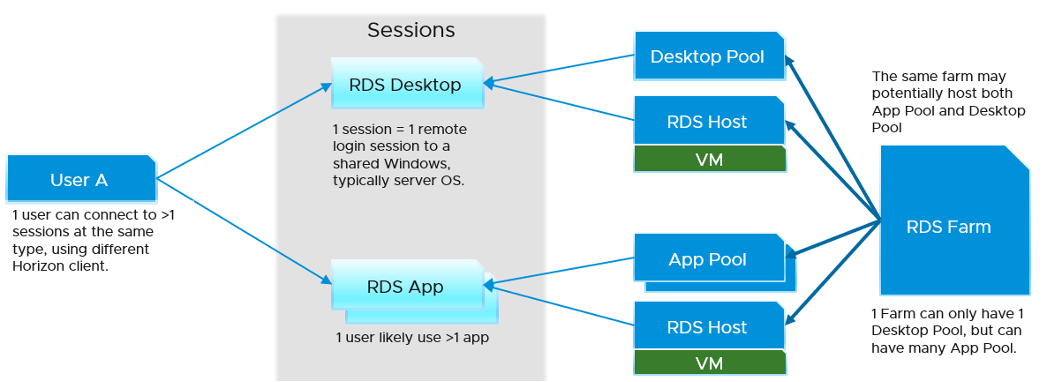 Sessions
User A
1 user can connect to >1
sessions at the same
type, using different
Horizon client.
RDS Desktop
1 session = 1 remote
login session to a
shared Windows,
typically server OS.
RDS App
1 user likely use >1 app
Desktop Pool
RDS Host
VM
App Pool
RDS Host
VM
The same farm may
potentially host both
App Pool and Desktop
Pool
RDS Farm
1 Farm can only have 1
Desktop Pool, but can
have many App Pool.